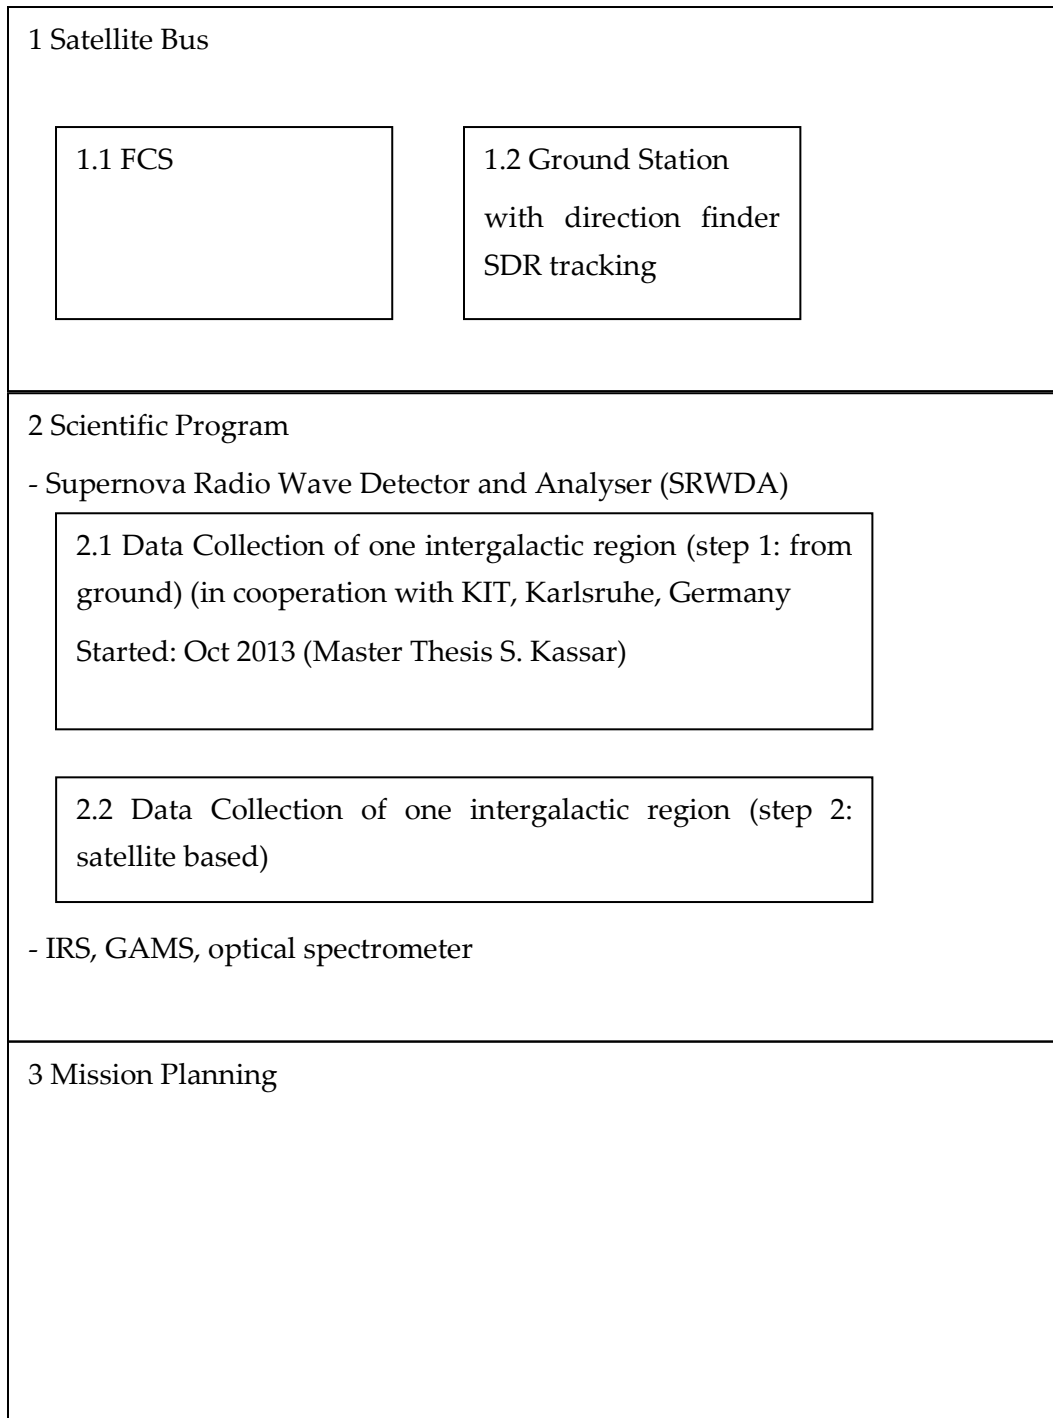 1 Satellite Bus
1.1 FCS
1.2 Ground Station
with direction finder
SDR tracking
2 Scientific Program
- Supernova Radio Wave Detector and Analyser (SRWDA)
2.1 Data Collection of one intergalactic region (step 1: from
ground) (in cooperation with KIT, Karlsruhe, Germany
Started: Oct 2013 (Master Thesis S. Kassar)
2.2 Data Collection of one intergalactic region (step 2:
satellite based)
- IRS, GAMS, optical spectrometer
3 Mission Planning